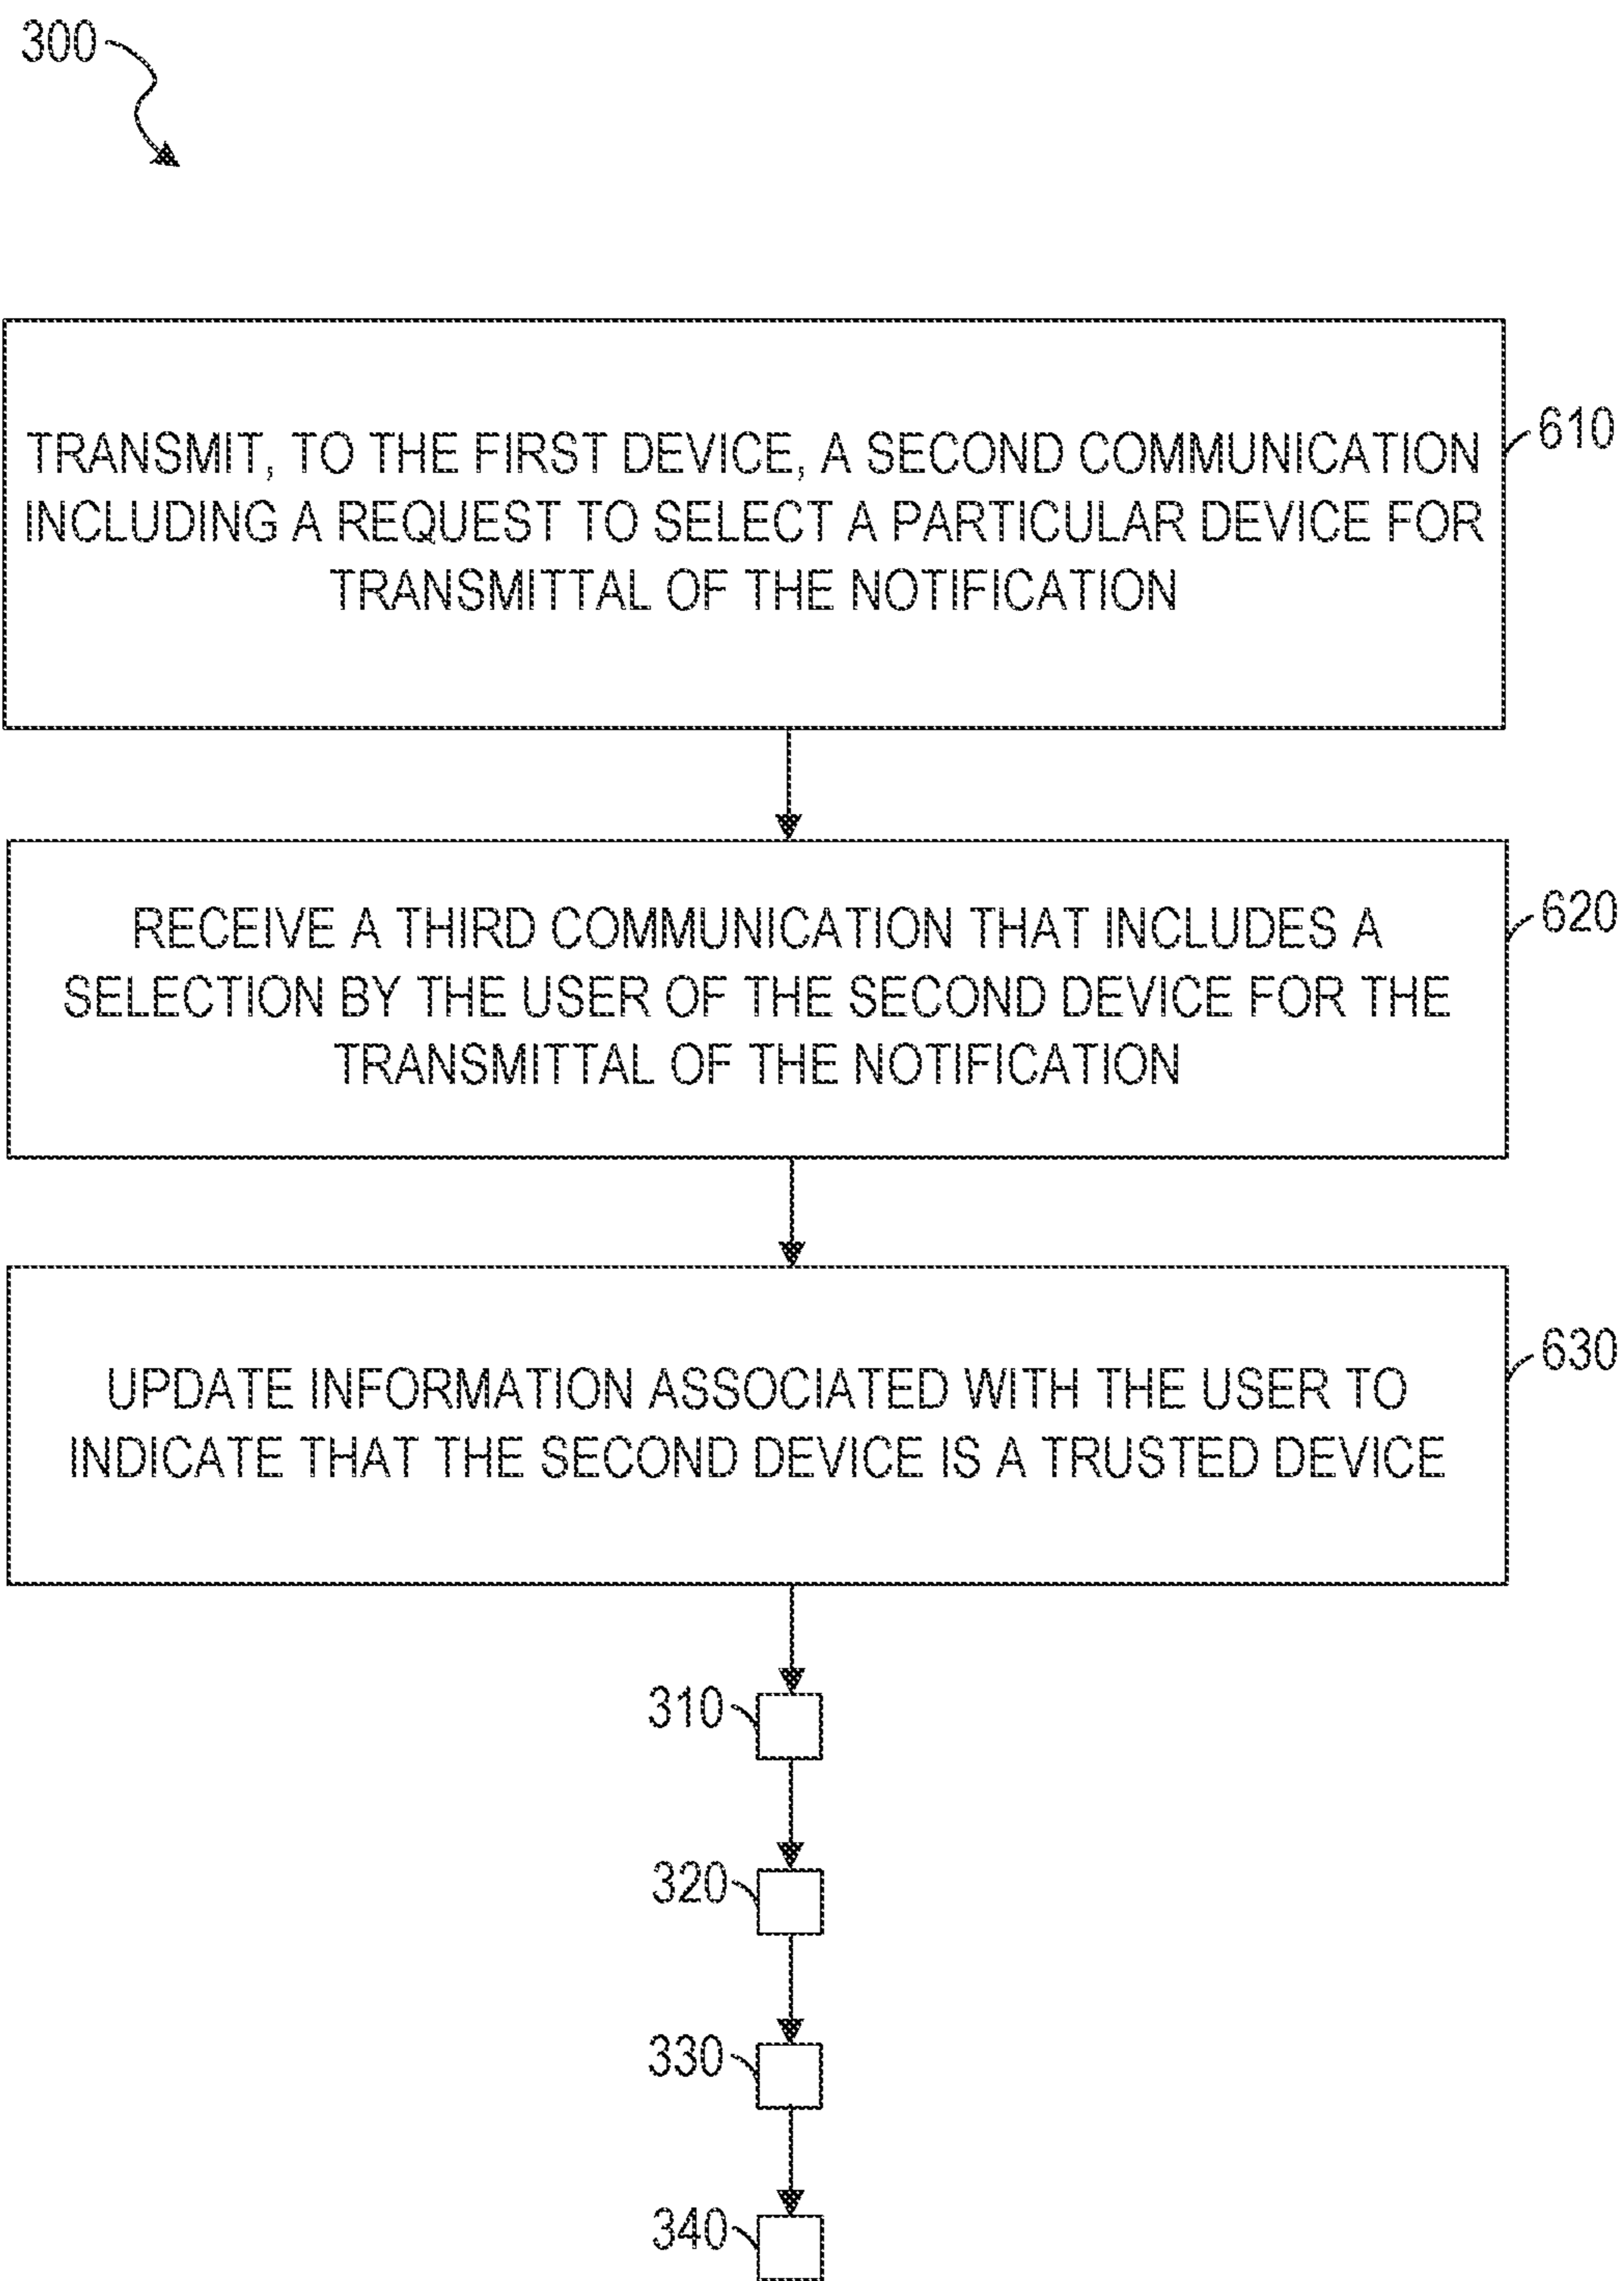 300
TRANSMIT, TO THE FIRST DEVICE, A SECOND COMMUNICATION
INCLUDING A REQUEST TO SELECT A PARTICULAR DEVICE FOR
TRANSMITTAL OF THE NOTIFICATION
610
RECEIVE A THIRD COMMUNICATION THAT INCLUDES A
SELECTION BY THE USER OF THE SECOND DEVICE FOR THE
TRANSMITTAL OF THE NOTIFICATION
620
UPDATE INFORMATION ASSOCIATED WITH THE USER TO
INDICATE THAT THE SECOND DEVICE IS A TRUSTED DEVICE
630
310
320
330
340